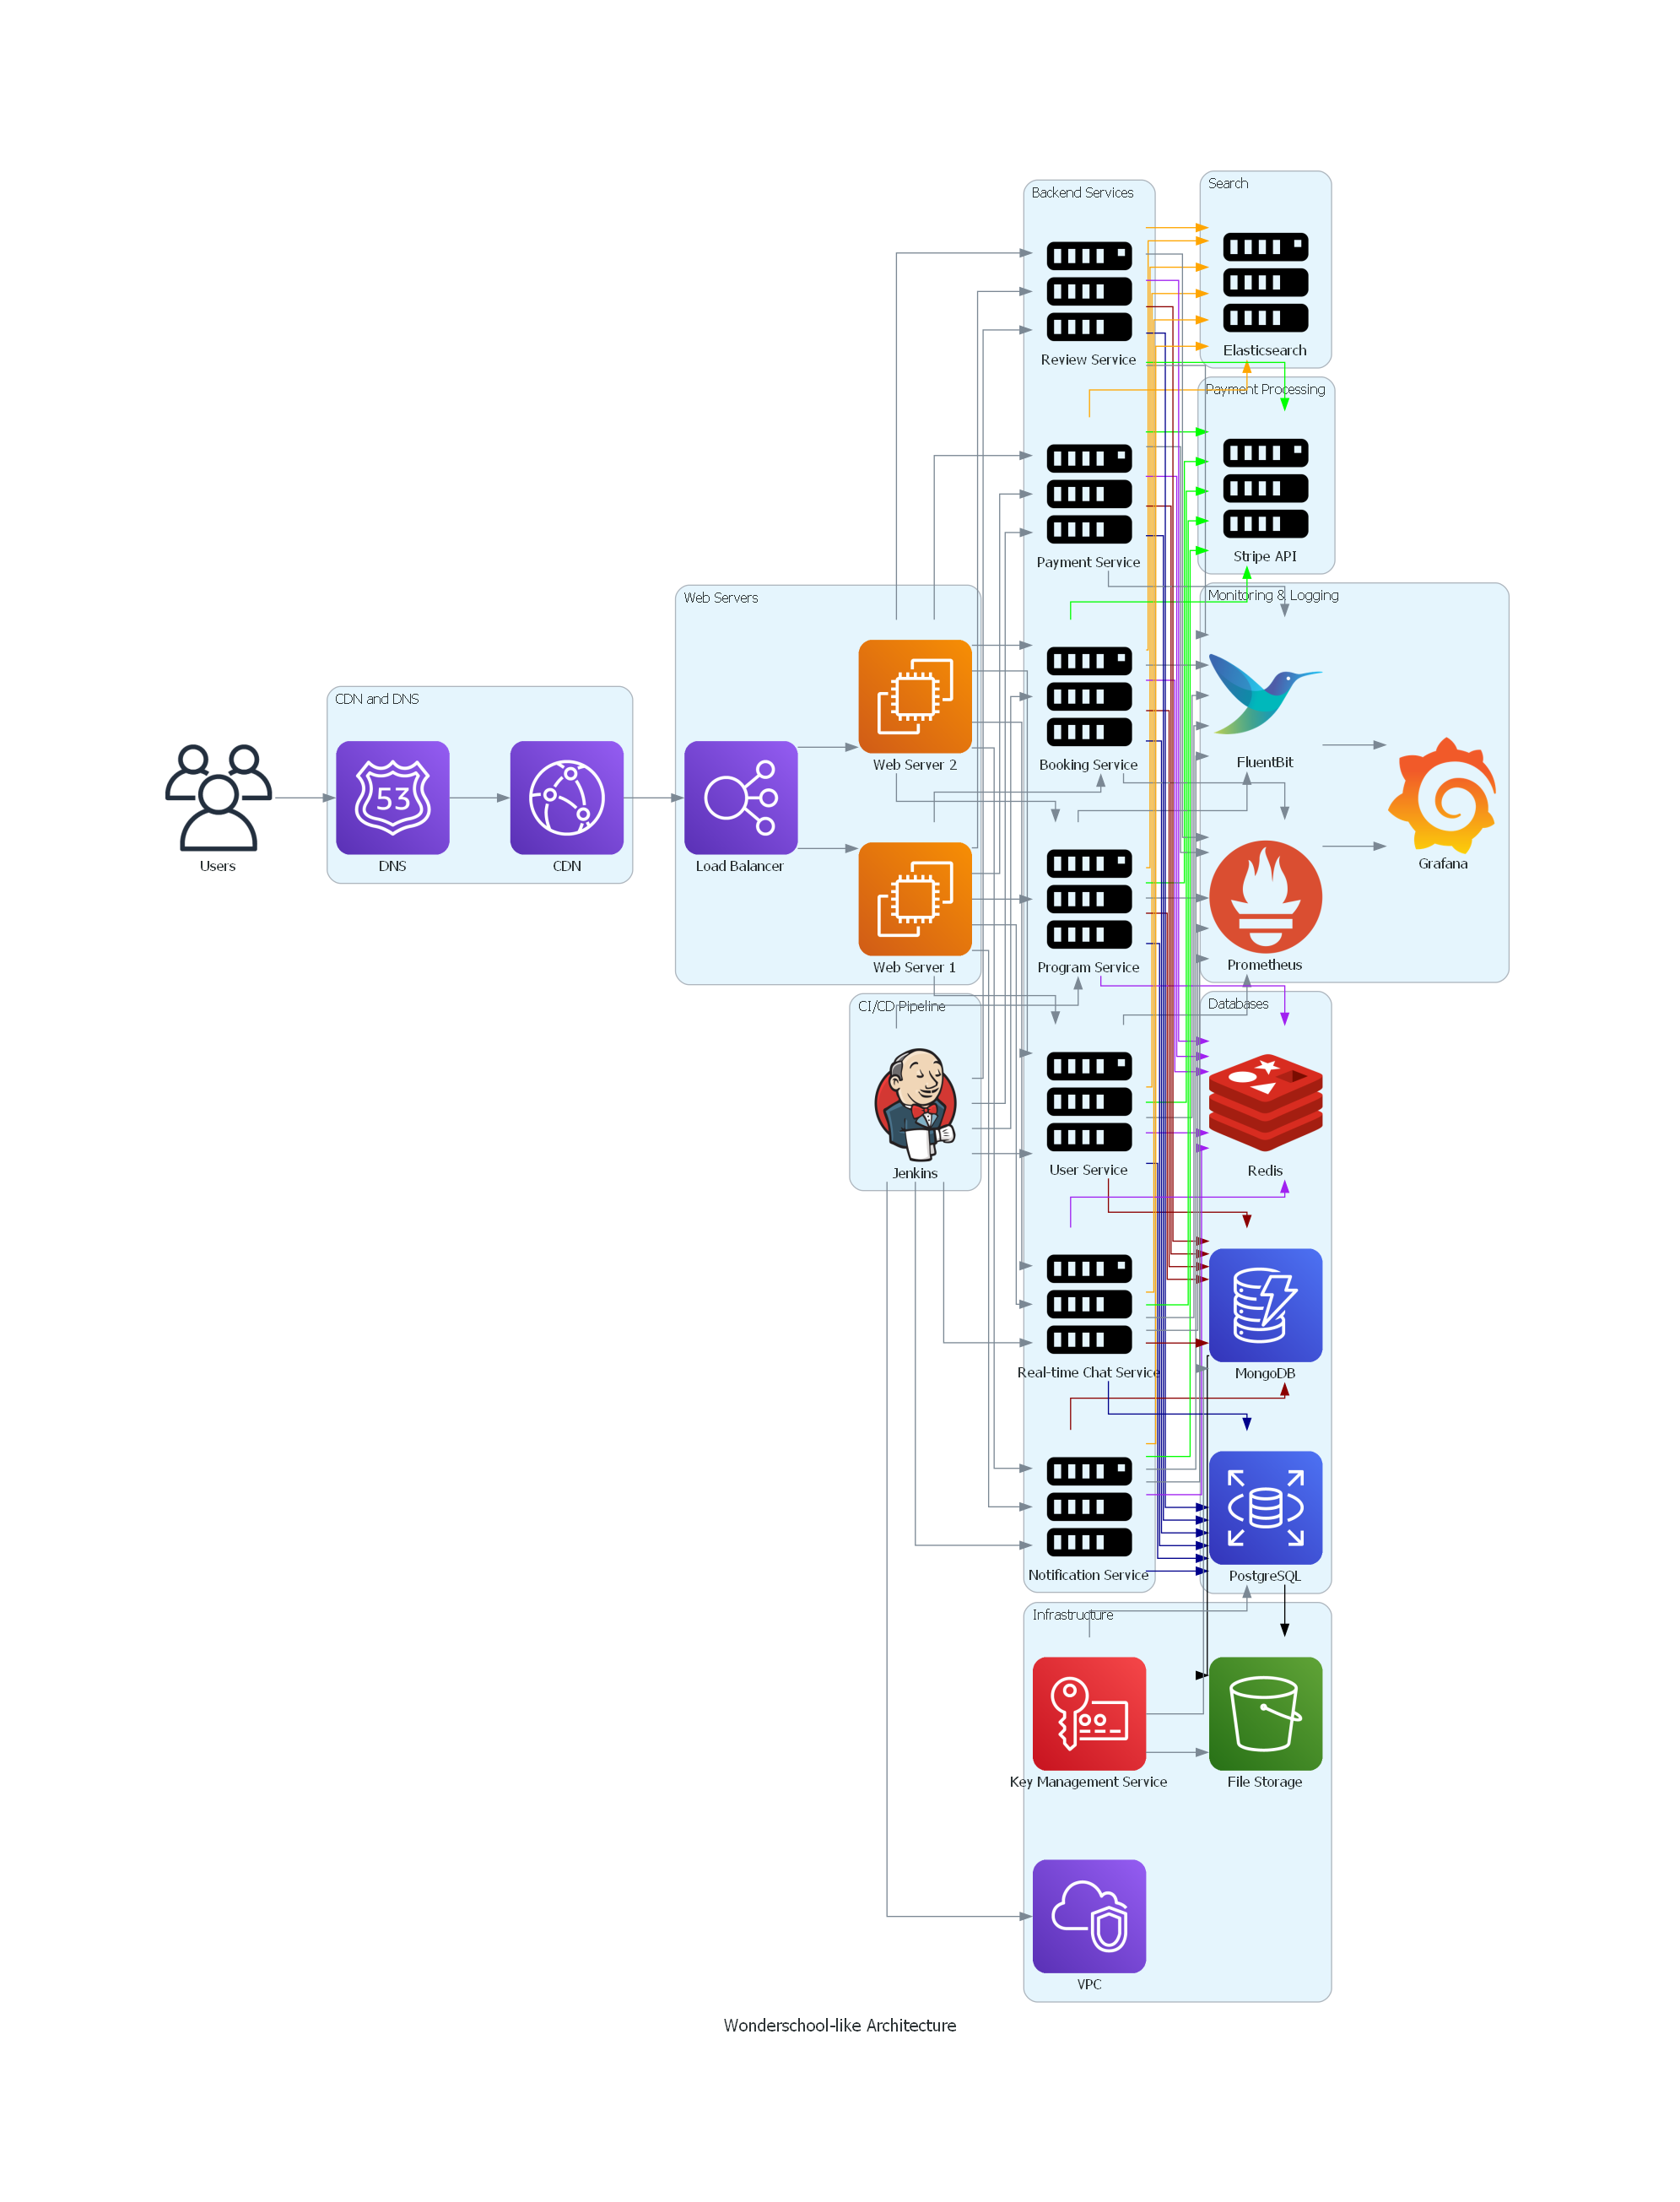 Backend Services
Search
Review Service
Elasticsearch
Payment Processing
Payment Service
Stripe API
Web Servers
Monitoring & Logging
CDN and DNS
Web Server 2
Booking Service
FluentBit
53
Users
DNS
CDN
Load Balancer
Grafana
Web Server 1
Program Service
Prometheus
CI/CD Pipeline
Databases
Jenkins
User Service
Redis
Real-time Chat Service
MongoDB
Notification Service
PostgreSQL
Infrastructure
Key Management Service
File Storage
VPC
Wonderschool-like Architecture